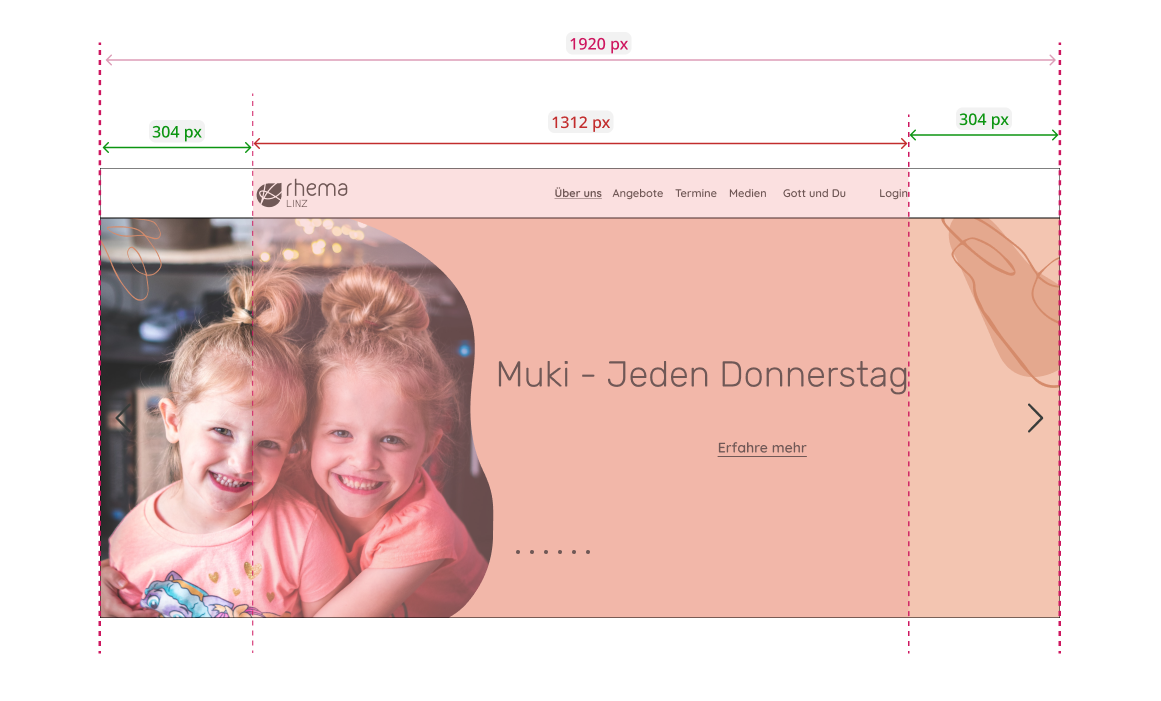 1920 px
304 px
1312 px
304 px
rhema
LINZ
Über uns Angebote Termine Medien Gott und Du Login
Muki - Jeden Donnerstag
Erfahre mehr